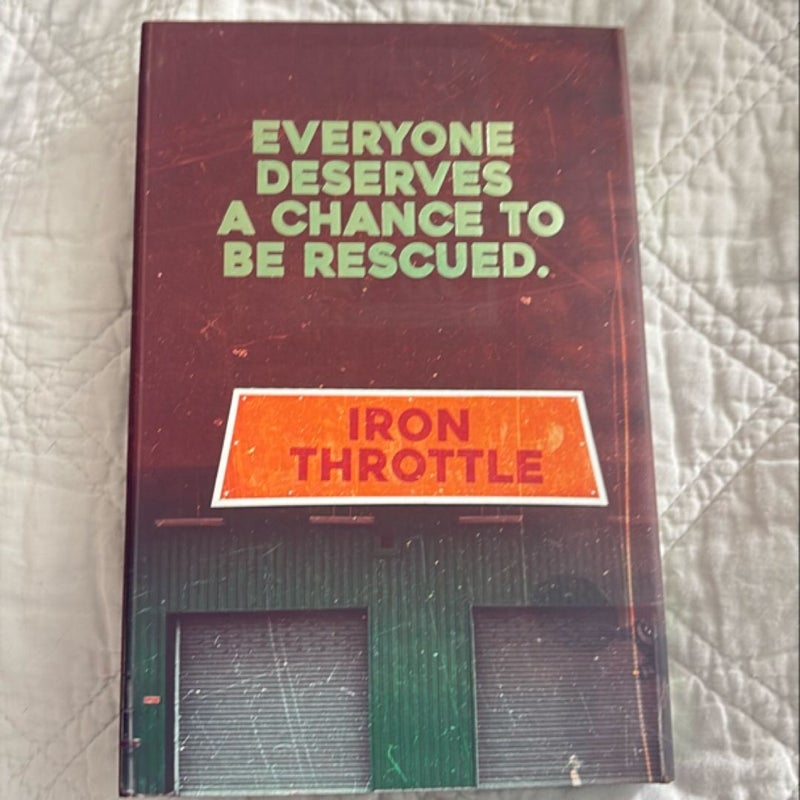 EVERYONE
DESERVES
A CHANCE TO
BE RESCUED.
IRON
THROTTLE